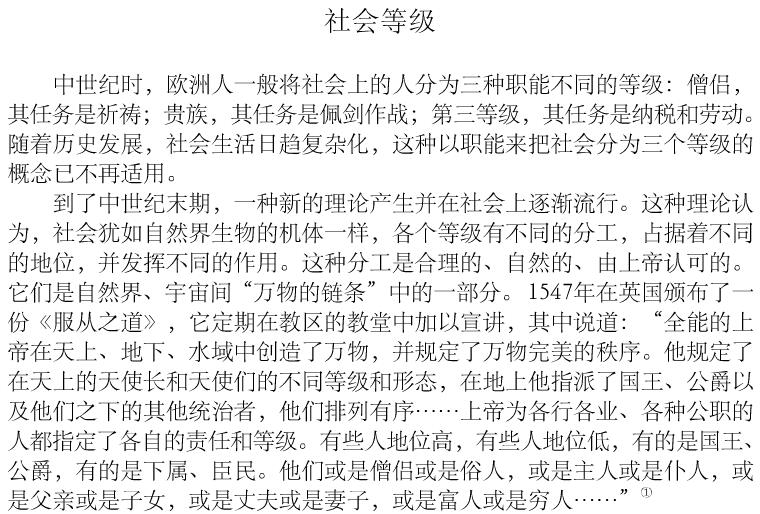 社会等级
中世纪时，欧洲人一般将社会上的人分为三种职能不同的等级：僧侣，
其任务是祈祷；贵族，其任务是佩剑作战；第三等级，其任务是纳税和劳动。
随着历史发展，社会生活日趋复杂化，这种以职能来把社会分为三个等级的
概念已不再适用。
到了中世纪末期，一种新的理论产生并在社会上逐渐流行。这种理论认
为，社会犹如自然界生物的机体一样，各个等级有不同的分工，占据着不同
的地位，并发挥不同的作用。这种分工是合理的、自然的、由上帝认可的。
它们是自然界、宇宙间“万物的链条”中的一部分。1547年在英国颁布了一
份《服从之道》，它定期在教区的教堂中加以宣讲，其中说道：“全能的上
帝在天上、地下、水域中创造了万物，并规定了万物完美的秩序。他规定了
在天上的天使长和天使们的不同等级和形态，在地上他指派了国王、公爵以
及他们之下的其他统治者，他们排列有序……上帝为各行各业、各种公职的
人都指定了各自的责任和等级。有些人地位高，有些人地位低，有的是国王、
公爵，有的是下属、臣民。他们或是僧侣或是俗人，或是主人或是仆人，或
是父亲或是子女，或是丈夫或是妻子，或是富人或是穷人……”①